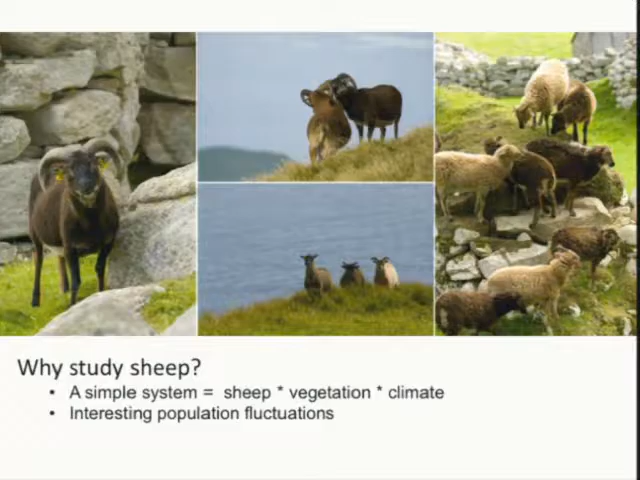 Why study sheep?
• A simple system = sheep * vegetation * climate
• Interesting population fluctuations